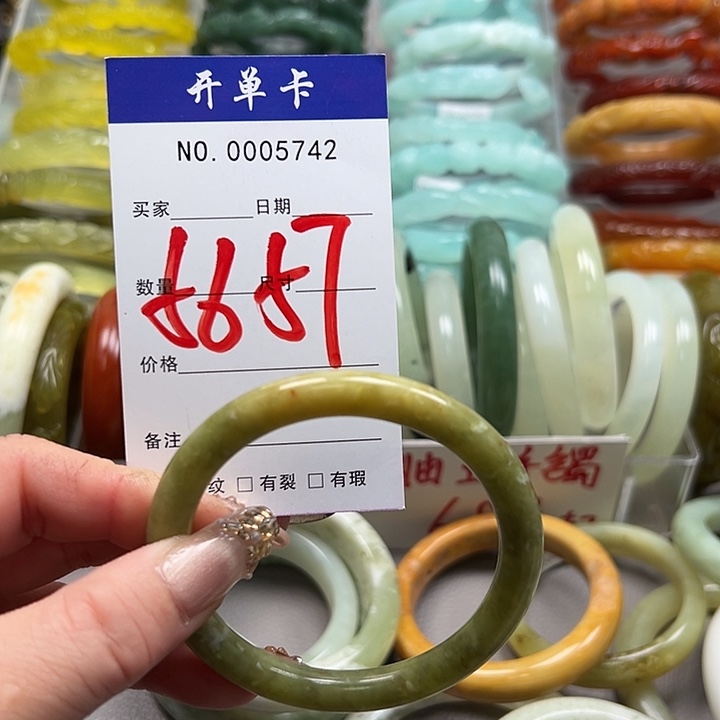 开单卡
NO. 0005742
买家 日期
8687
数量 尺寸
价格
备注
纹 □ 有裂 □ 有瑕